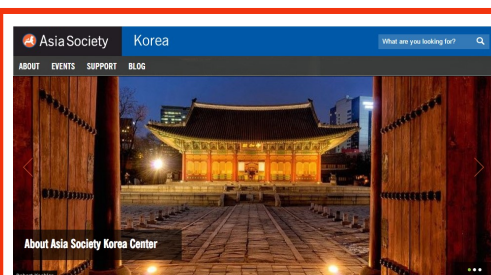 Asia Society Korea
What are you looking for?
ABOUT EVENTS SUPPORT BLOG
About Asia Society Korea Center